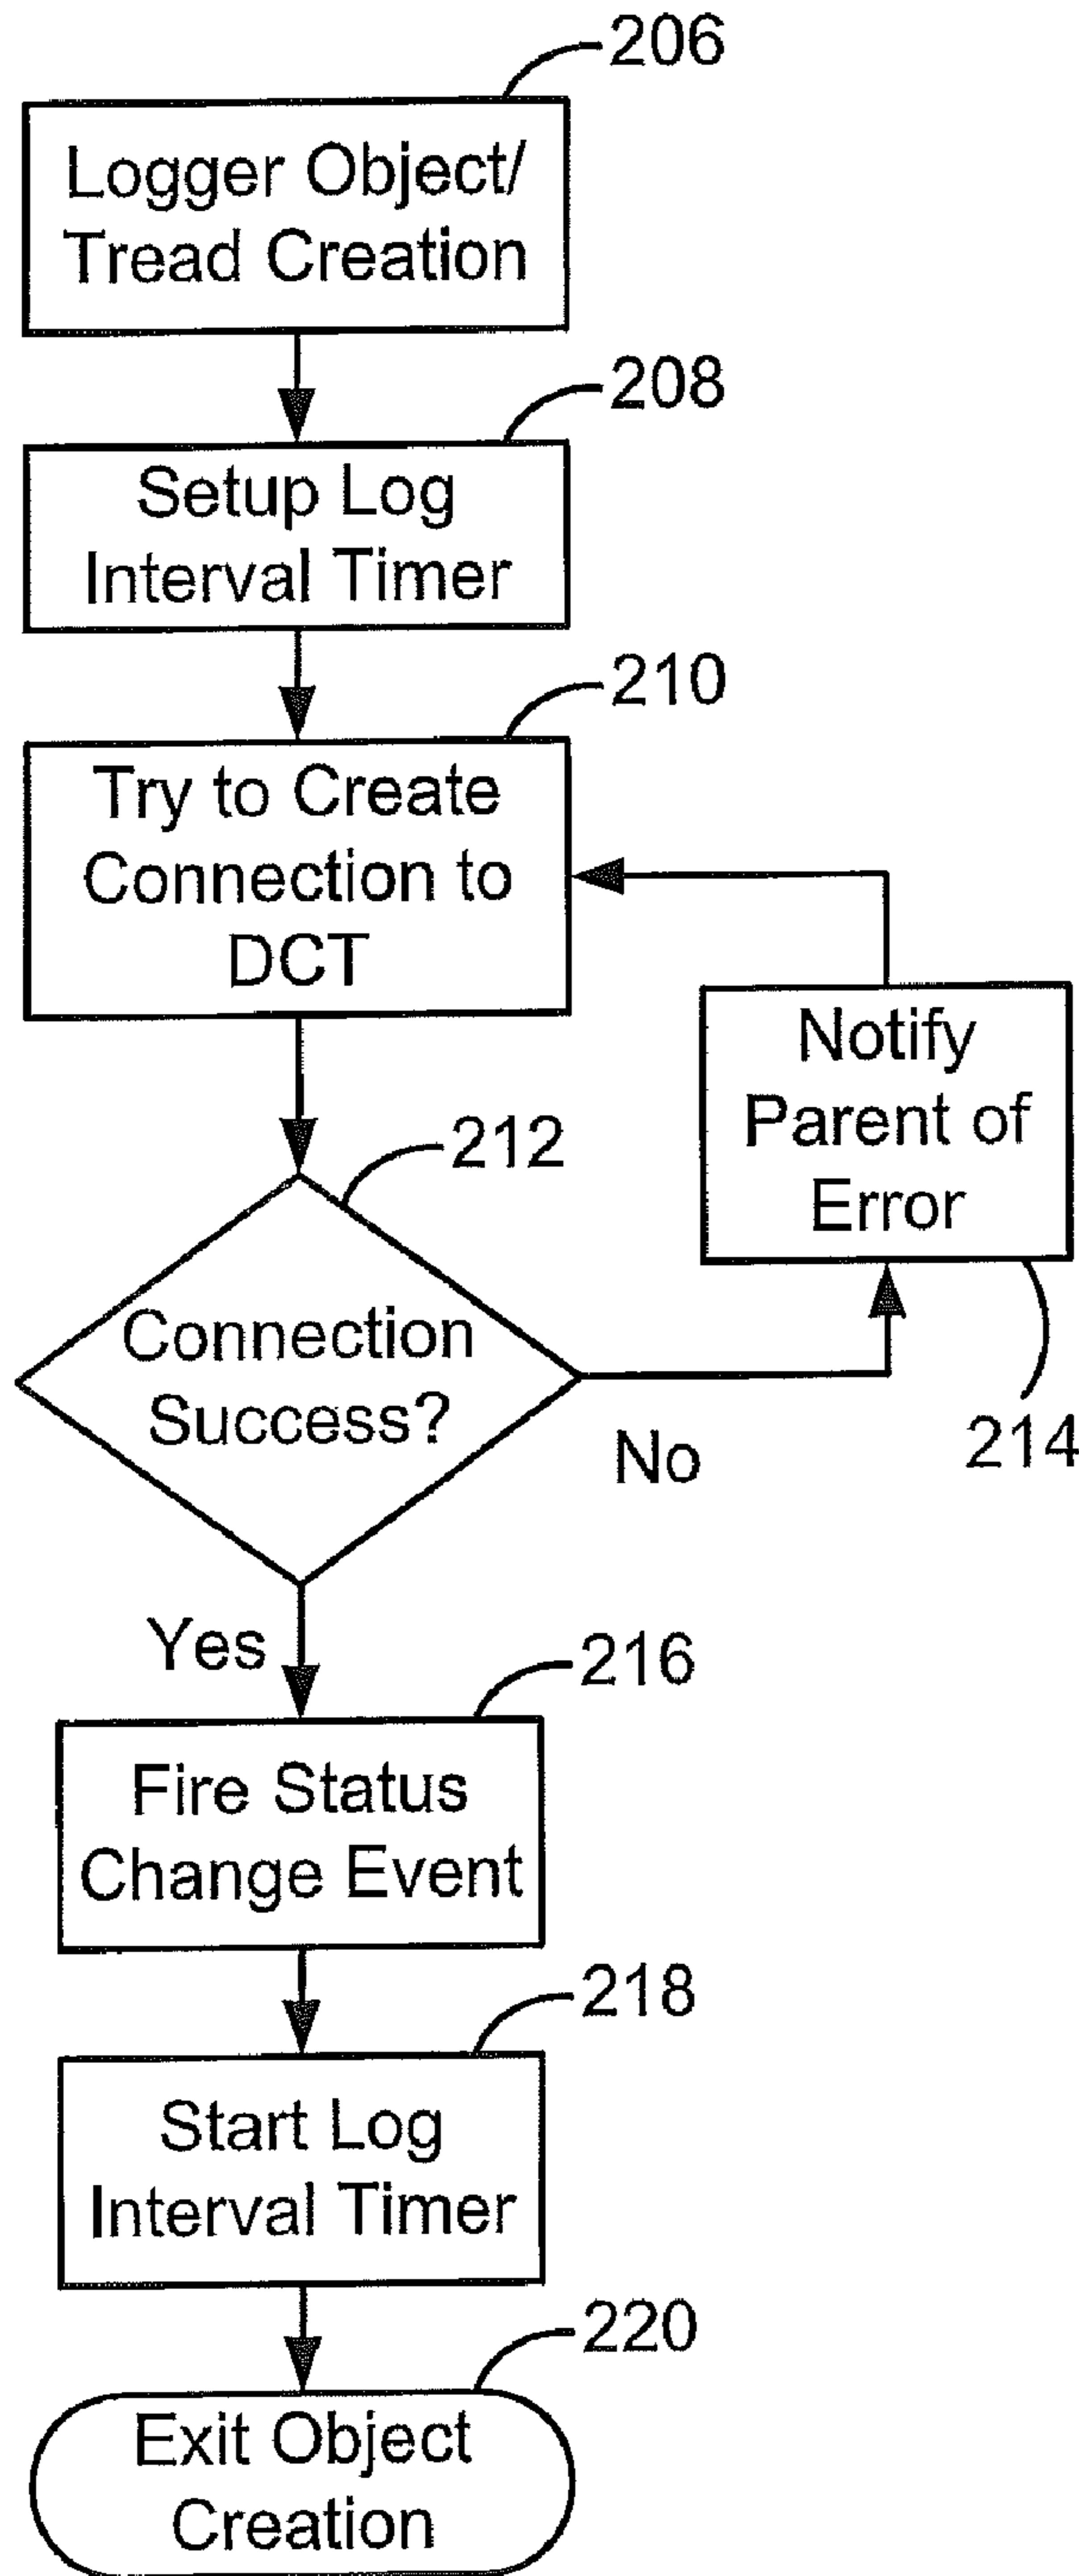 206
Logger Object/
Tread Creation
208
Setup Log
Interval Timer
210
Try to Create
Connection to
DCT
Notify
Parent of
Error
212
Connection
Success?
No
214
Yes
216
Fire Status
Change Event
218
Start Log
Interval Timer
220
Exit Object
Creation